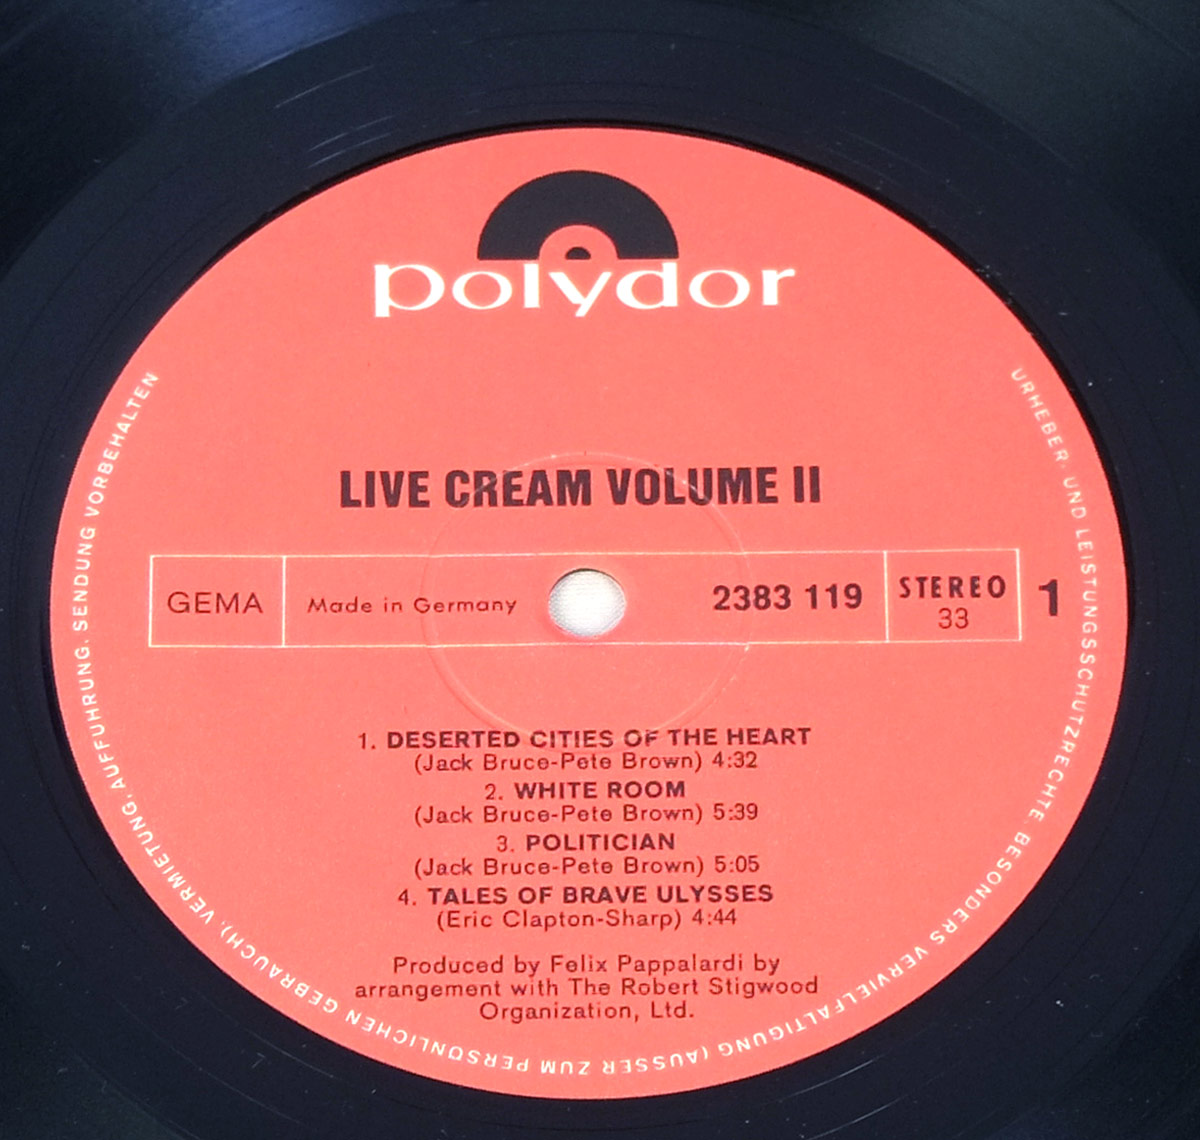 polydor
LIVE CREAM VOLUME II
GEMA
Made in Germany
2383 119
STEREO
33
1
1. DESERTED CITIES OF THE HEART
(Jack Bruce-Pete Brown) 4:32
2. WHITE ROOM
(Jack Bruce-Pete Brown) 5:39
3. POLITICIAN
(Jack Bruce-Pete Brown) 5:05
4. TALES OF BRAVE ULYSSES
(Eric Clapton-Sharp) 4:44
Produced by Felix Pappalardi by
arrangement with The Robert Stigwood
Organization, Ltd.
URHEBER- UND LEISTUNGSSCHUTZRECHTE, BESONDERS VERVIELFÄLTIGUNG (AUSSER ZUM PERSÖNLICHEN GEBRAUCH), VERMIETUNG, AUFFÜHRUNG, SENDUNG VORBEHALTEN